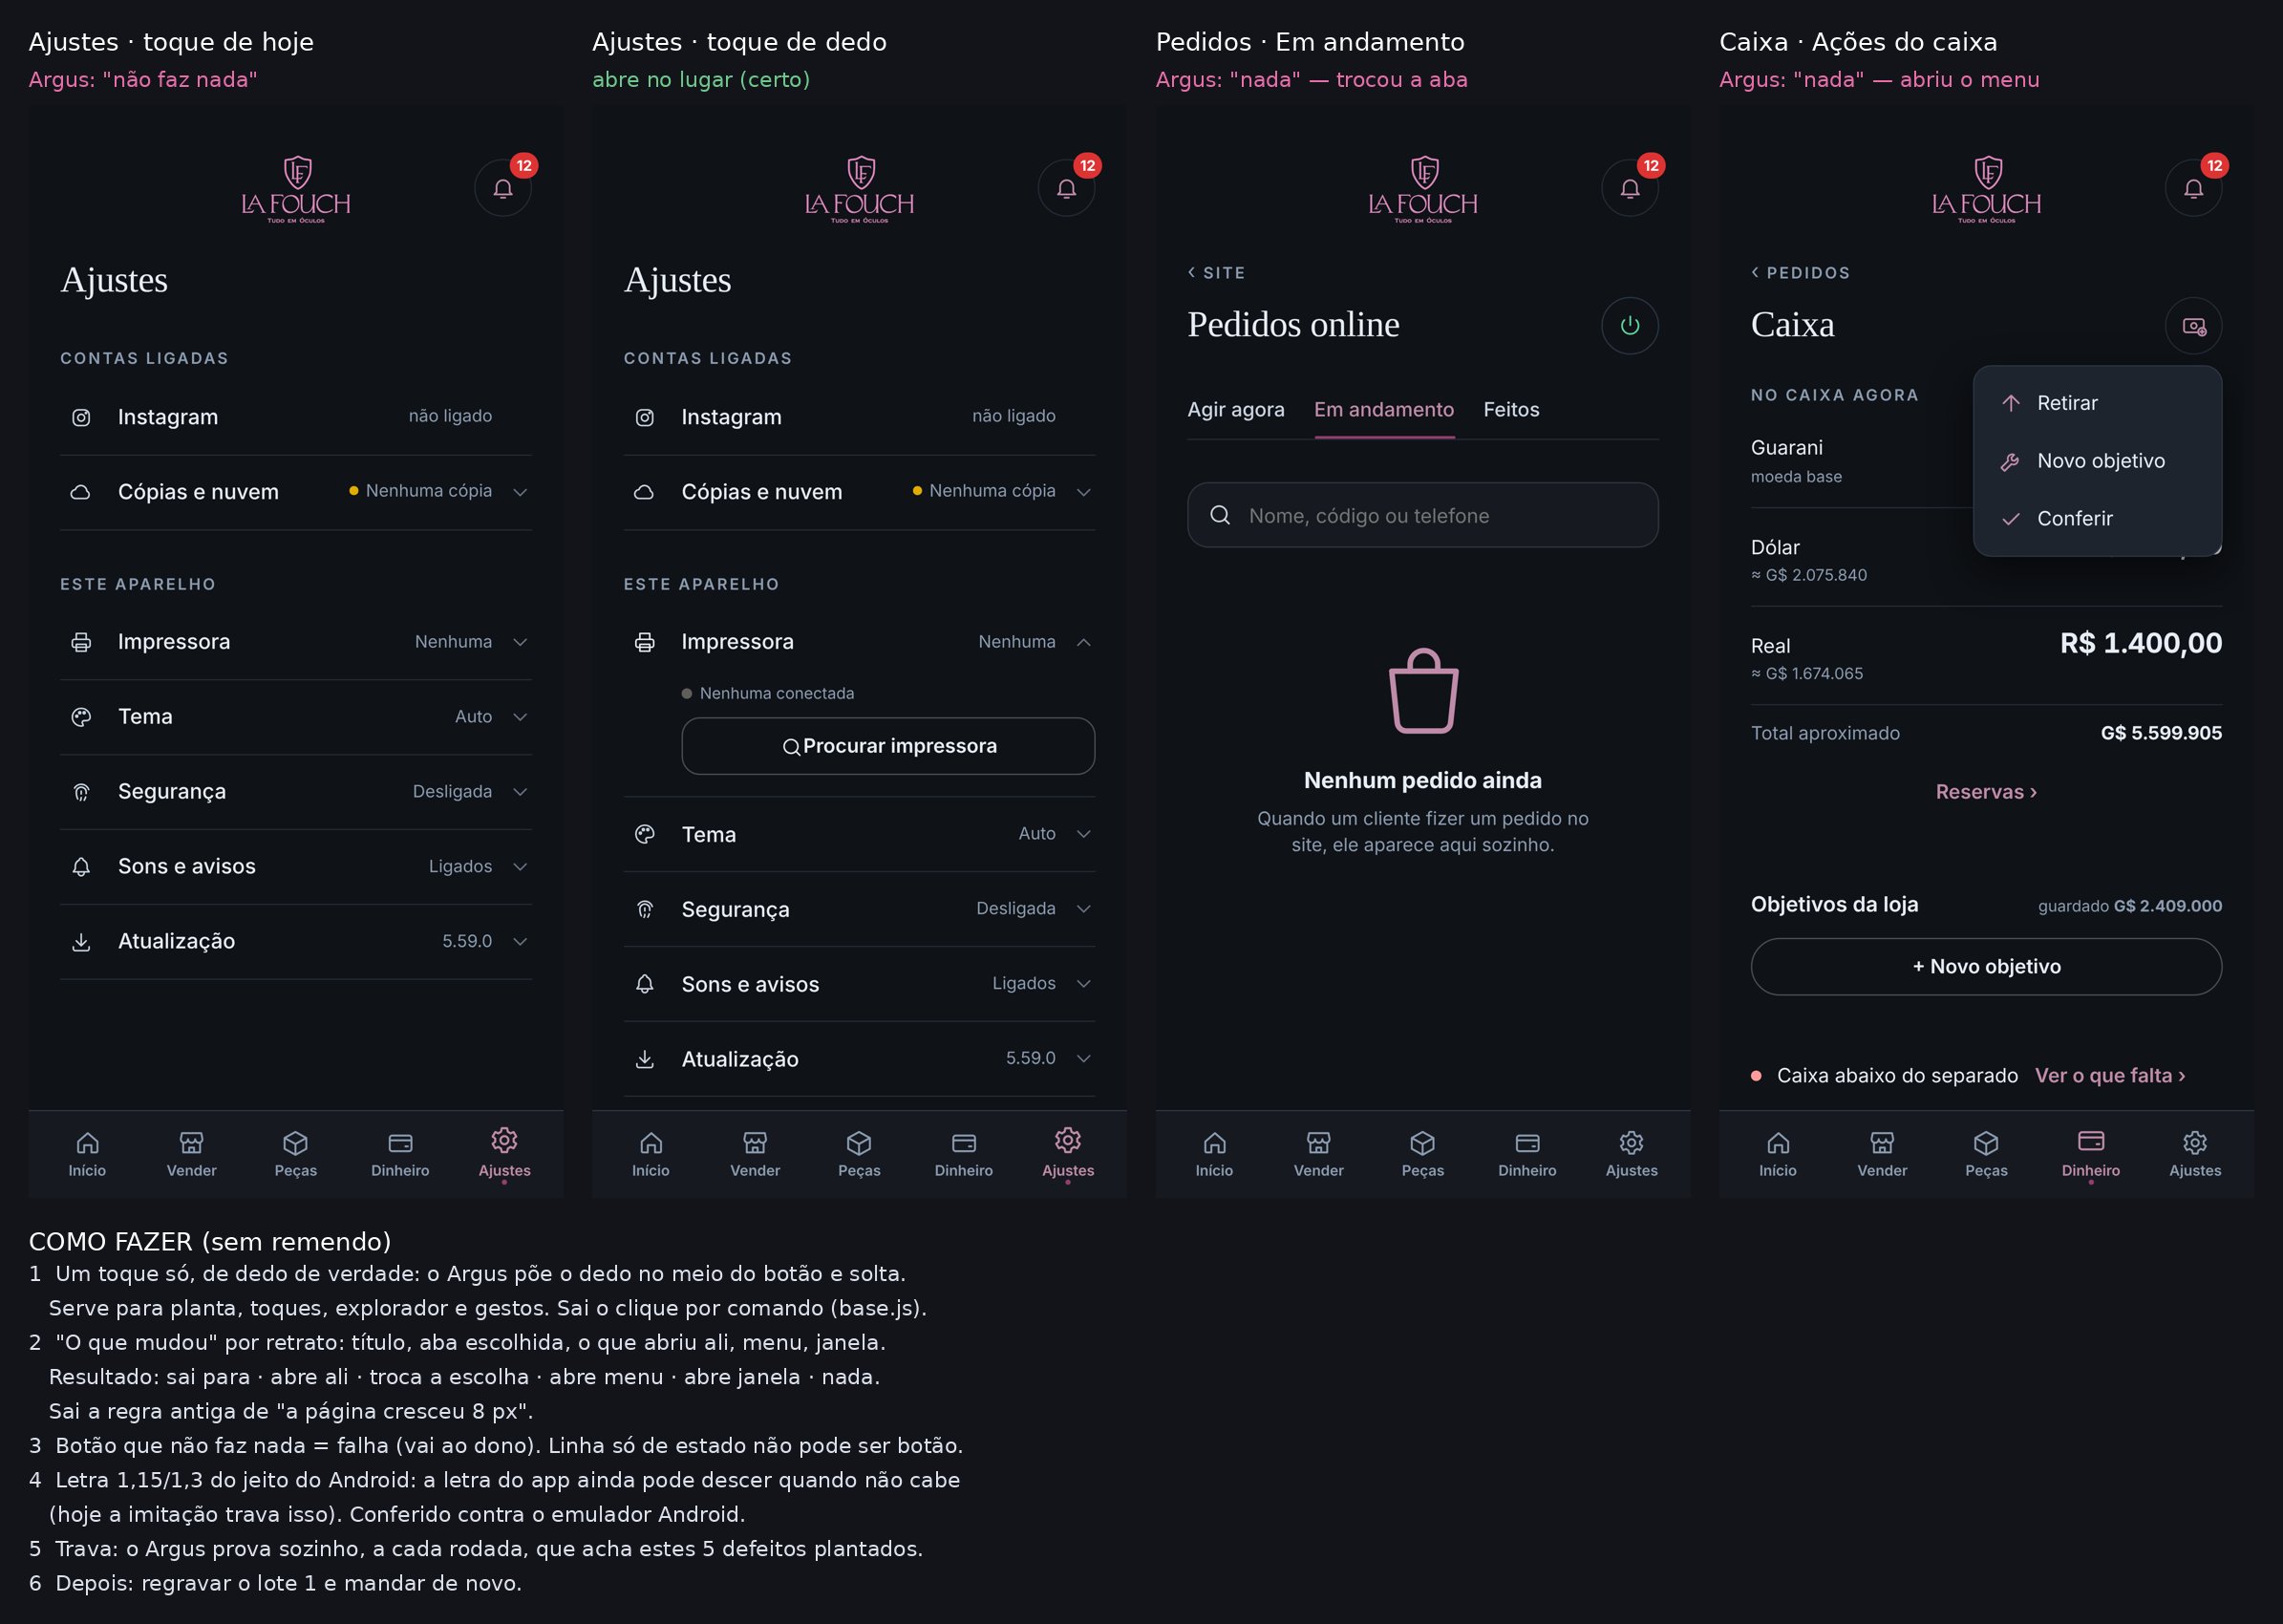 Ajustes · toque de hoje
Argus: "não faz nada"
12
LF
LA FOUCH
TUDO EM ÓCULOS
Ajustes
CONTAS LIGADAS
Instagram não ligado
Cópias e nuvem Nenhuma cópia
ESTE APARELHO
Impressora Nenhuma
Tema Auto
Segurança Desligada
Sons e avisos Ligados
Atualização 5.59.0
Início Vender Peças Dinheiro Ajustes
Ajustes · toque de dedo
abre no lugar (certo)
12
LF
LA FOUCH
TUDO EM ÓCULOS
Ajustes
CONTAS LIGADAS
Instagram não ligado
Cópias e nuvem Nenhuma cópia
ESTE APARELHO
Impressora Nenhuma
Nenhuma conectada
Procurar impressora
Tema Auto
Segurança Desligada
Sons e avisos Ligados
Atualização 5.59.0
Início Vender Peças Dinheiro Ajustes
Pedidos · Em andamento
Argus: "nada" — trocou a aba
12
LF
LA FOUCH
TUDO EM ÓCULOS
‹ SITE
Pedidos online
Agir agora Em andamento Feitos
Nome, código ou telefone
Nenhum pedido ainda
Quando um cliente fizer um pedido no
site, ele aparece aqui sozinho.
Início Vender Peças Dinheiro Ajustes
Caixa · Ações do caixa
Argus: "nada" — abriu o menu
12
LF
LA FOUCH
TUDO EM ÓCULOS
‹ PEDIDOS
Caixa
NO CAIXA AGORA
Retirar
Novo objetivo
Conferir
Guarani
moeda base
Dólar
≈ G$ 2.075.840
Real R$ 1.400,00
≈ G$ 1.674.065
Total aproximado G$ 5.599.905
Reservas ›
Objetivos da loja guardado G$ 2.409.000
+ Novo objetivo
Caixa abaixo do separado Ver o que falta ›
Início Vender Peças Dinheiro Ajustes
COMO FAZER (sem remendo)
1 Um toque só, de dedo de verdade: o Argus põe o dedo no meio do botão e solta.
Serve para planta, toques, explorador e gestos. Sai o clique por comando (base.js).
2 "O que mudou" por retrato: título, aba escolhida, o que abriu ali, menu, janela.
Resultado: sai para · abre ali · troca a escolha · abre menu · abre janela · nada.
Sai a regra antiga de "a página cresceu 8 px".
3 Botão que não faz nada = falha (vai ao dono). Linha só de estado não pode ser botão.
4 Letra 1,15/1,3 do jeito do Android: a letra do app ainda pode descer quando não cabe
(hoje a imitação trava isso). Conferido contra o emulador Android.
5 Trava: o Argus prova sozinho, a cada rodada, que acha estes 5 defeitos plantados.
6 Depois: regravar o lote 1 e mandar de novo.